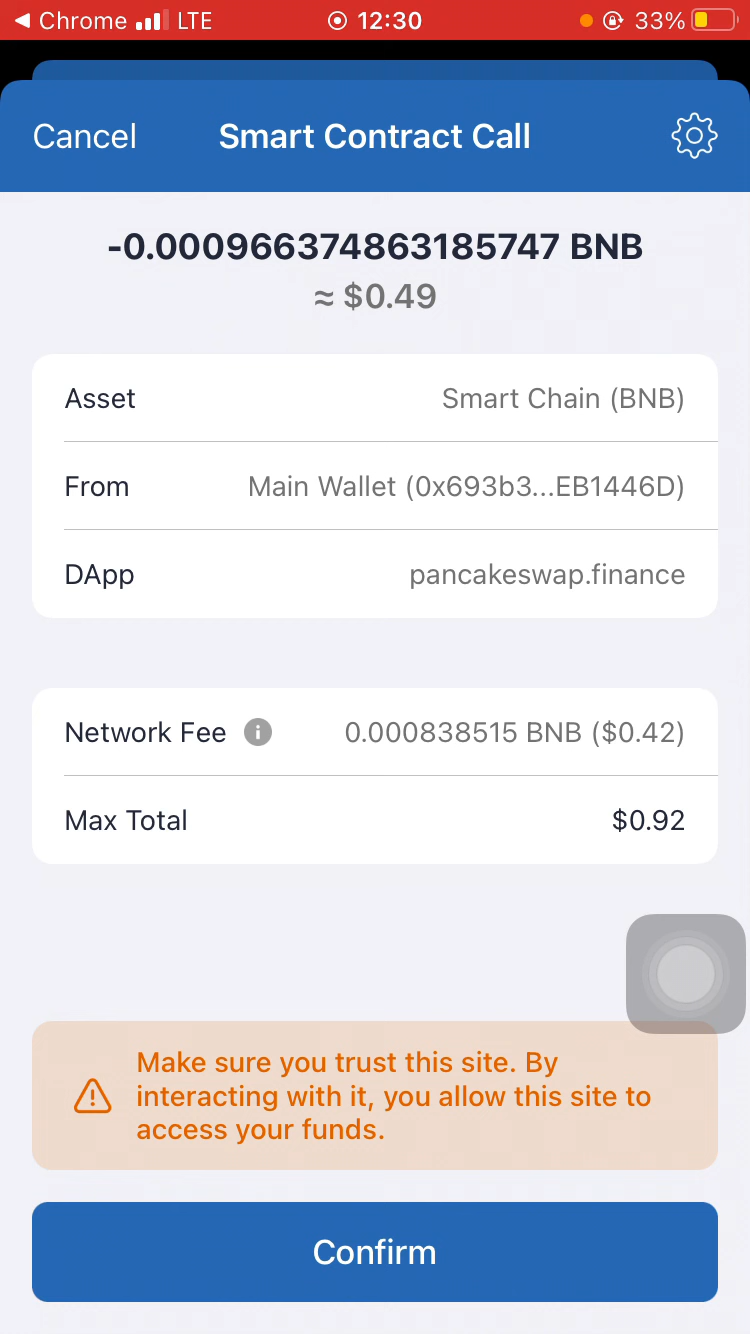 Chrome LTE 12:30 33%
Cancel Smart Contract Call
-0.000966374863185747 BNB
≈ $0.49
Asset Smart Chain (BNB)
From Main Wallet (0x693b3...EB1446D)
DApp pancakeswap.finance
Network Fee 0.000838515 BNB ($0.42)
Max Total $0.92
Make sure you trust this site. By
interacting with it, you allow this site to
access your funds.
Confirm